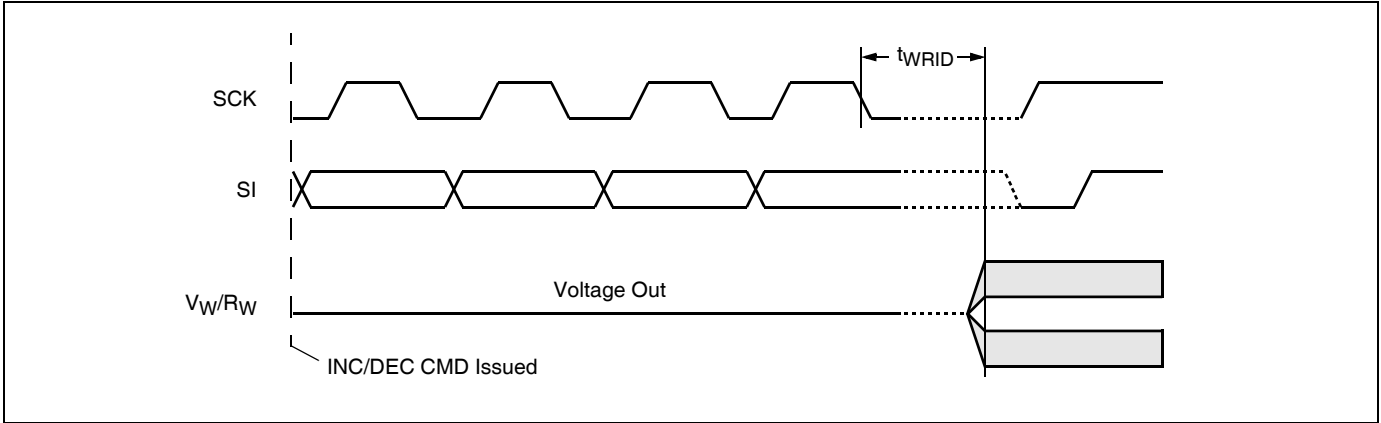 tWRID
SCK
SI
Voltage Out
VW/RW
INC/DEC CMD Issued